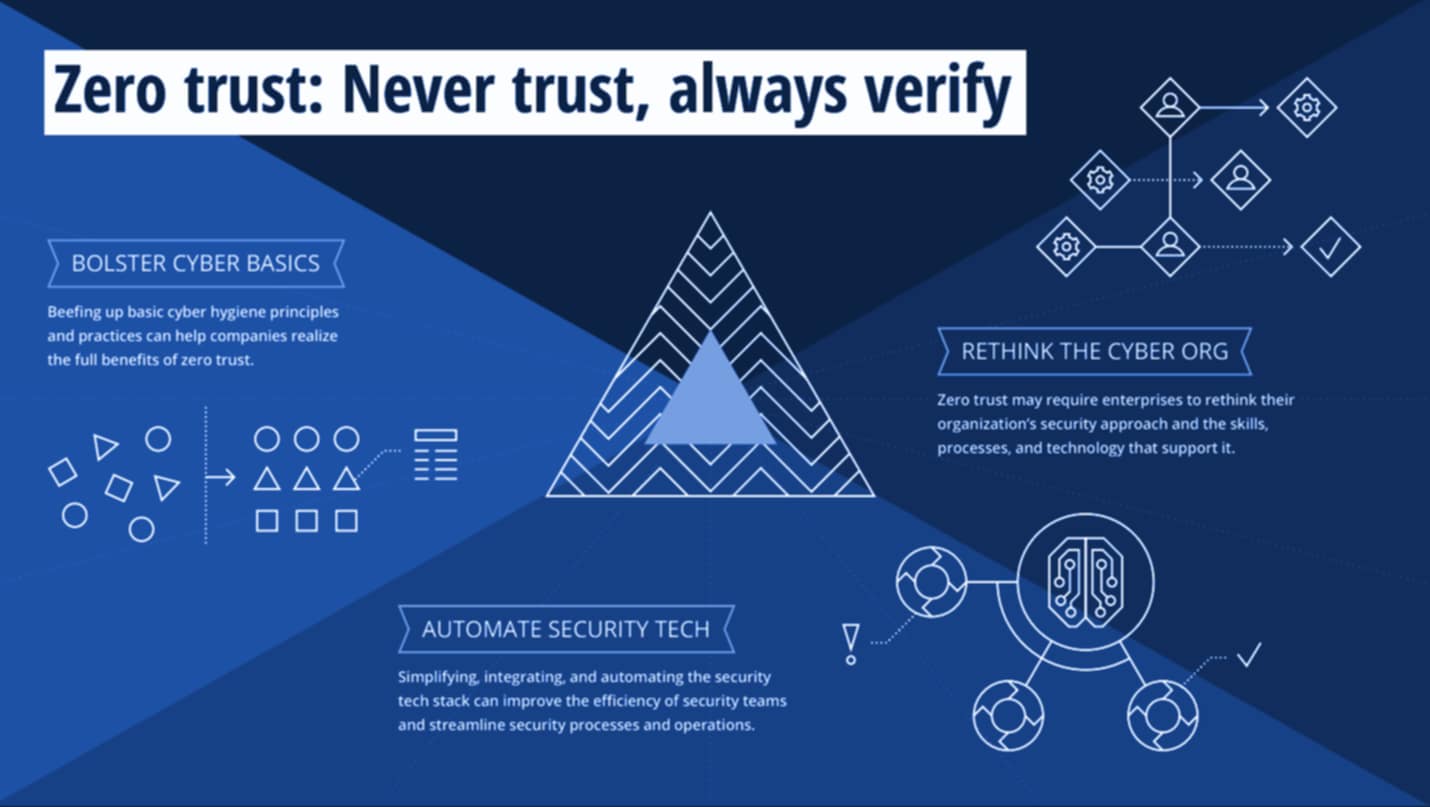 Zero trust: Never trust, always verify
BOLSTER CYBER BASICS
Beefing up basic cyber hygiene principles
and practices can help companies realize
the full benefits of zero trust.
RETHINK THE CYBER ORG
Zero trust may require enterprises to rethink their
organization's security approach and the skills,
processes, and technology that support it.
AUTOMATE SECURITY TECH
Simplifying, integrating, and automating the security
tech stack can improve the efficiency of security teams
and streamline security processes and operations.